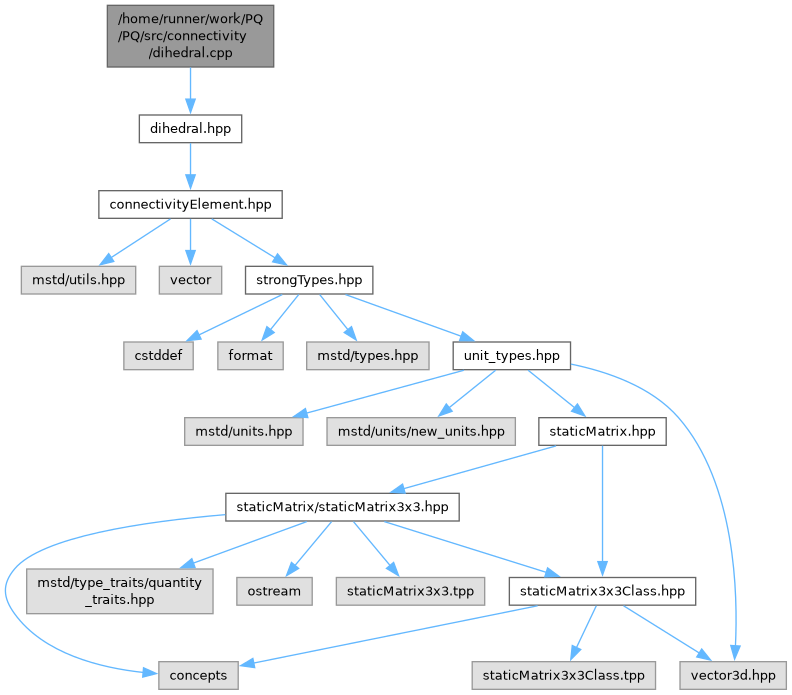 /home/runner/work/PQ
/PQ/src/connectivity
/dihedral.cpp
dihedral.hpp
connectivityElement.hpp
mstd/utils.hpp
vector
strongTypes.hpp
cstddef
format
mstd/types.hpp
unit_types.hpp
mstd/units.hpp
mstd/units/new_units.hpp
staticMatrix.hpp
staticMatrix/staticMatrix3x3.hpp
mstd/type_traits/quantity
_traits.hpp
ostream
staticMatrix3x3.tpp
staticMatrix3x3Class.hpp
concepts
staticMatrix3x3Class.tpp
vector3d.hpp